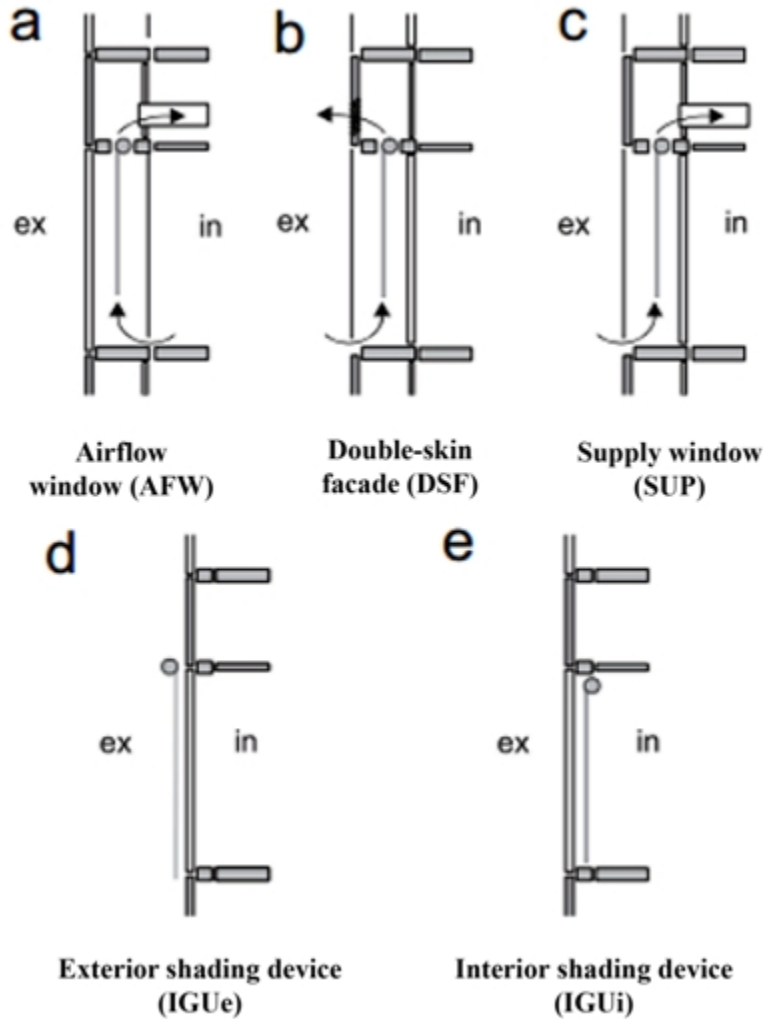 a
b
c
ex
in
ex
in
ex
in
Airflow
window (AFW)
Double-skin
facade (DSF)
Supply window
(SUP)
d
e
ex
in
ex
in
Exterior shading device
(IGUe)
Interior shading device
(IGUi)